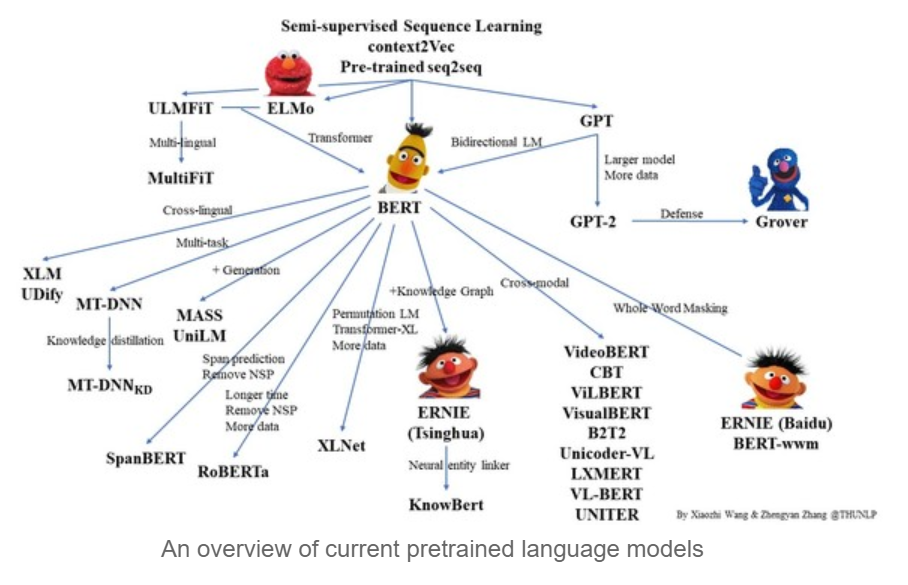 Semi-supervised Sequence Learning
context2Vec
Pre-trained seq2seq
ULMFiT
ELMo
GPT
Multi-lingual
Transformer
Bidirectional LM
Larger model
More data
MultiFiT
BERT
GPT-2
Defense
Grover
Cross-lingual
Multi-task
+ Generation
+Knowledge Graph
Cross-modal
Whole Word Masking
XLM
UDify
MT-DNN
MASS
UniLM
Permutation LM
Transformer-XL
More data
Knowledge distillation
MT-DNNKD
Span prediction
Remove NSP
Longer time
Remove NSP
More data
SpanBERT
RoBERTa
XLNet
ERNIE
(Tsinghua)
Neural entity linker
KnowBert
VideoBERT
CBT
ViLBERT
VisualBERT
B2T2
Unicoder-VL
LXMERT
VL-BERT
UNITER
ERNIE (Baidu)
BERT-wwm
By Xiaozhi Wang & Zhengyan Zhang @THUNLP
An overview of current pretrained language models